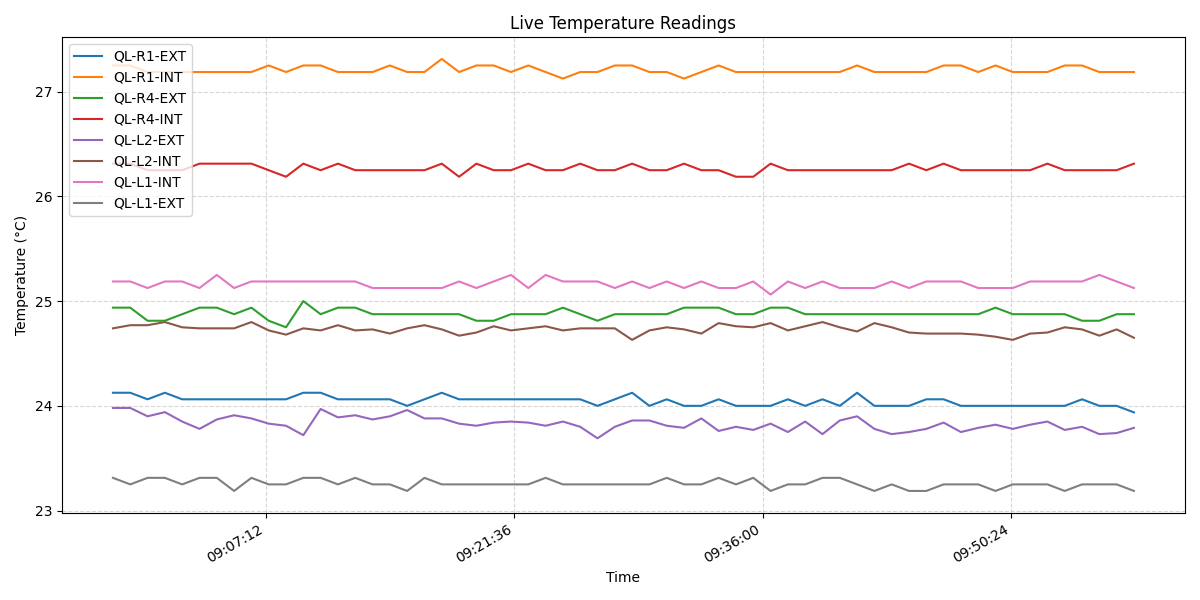 Live Temperature Readings
QL-R1-EXT
QL-R1-INT
QL-R4-EXT
QL-R4-INT
QL-L2-EXT
QL-L2-INT
QL-L1-INT
QL-L1-EXT
Temperature (°C)
27
26
25
24
23
09:07:12
09:21:36
09:36:00
09:50:24
Time